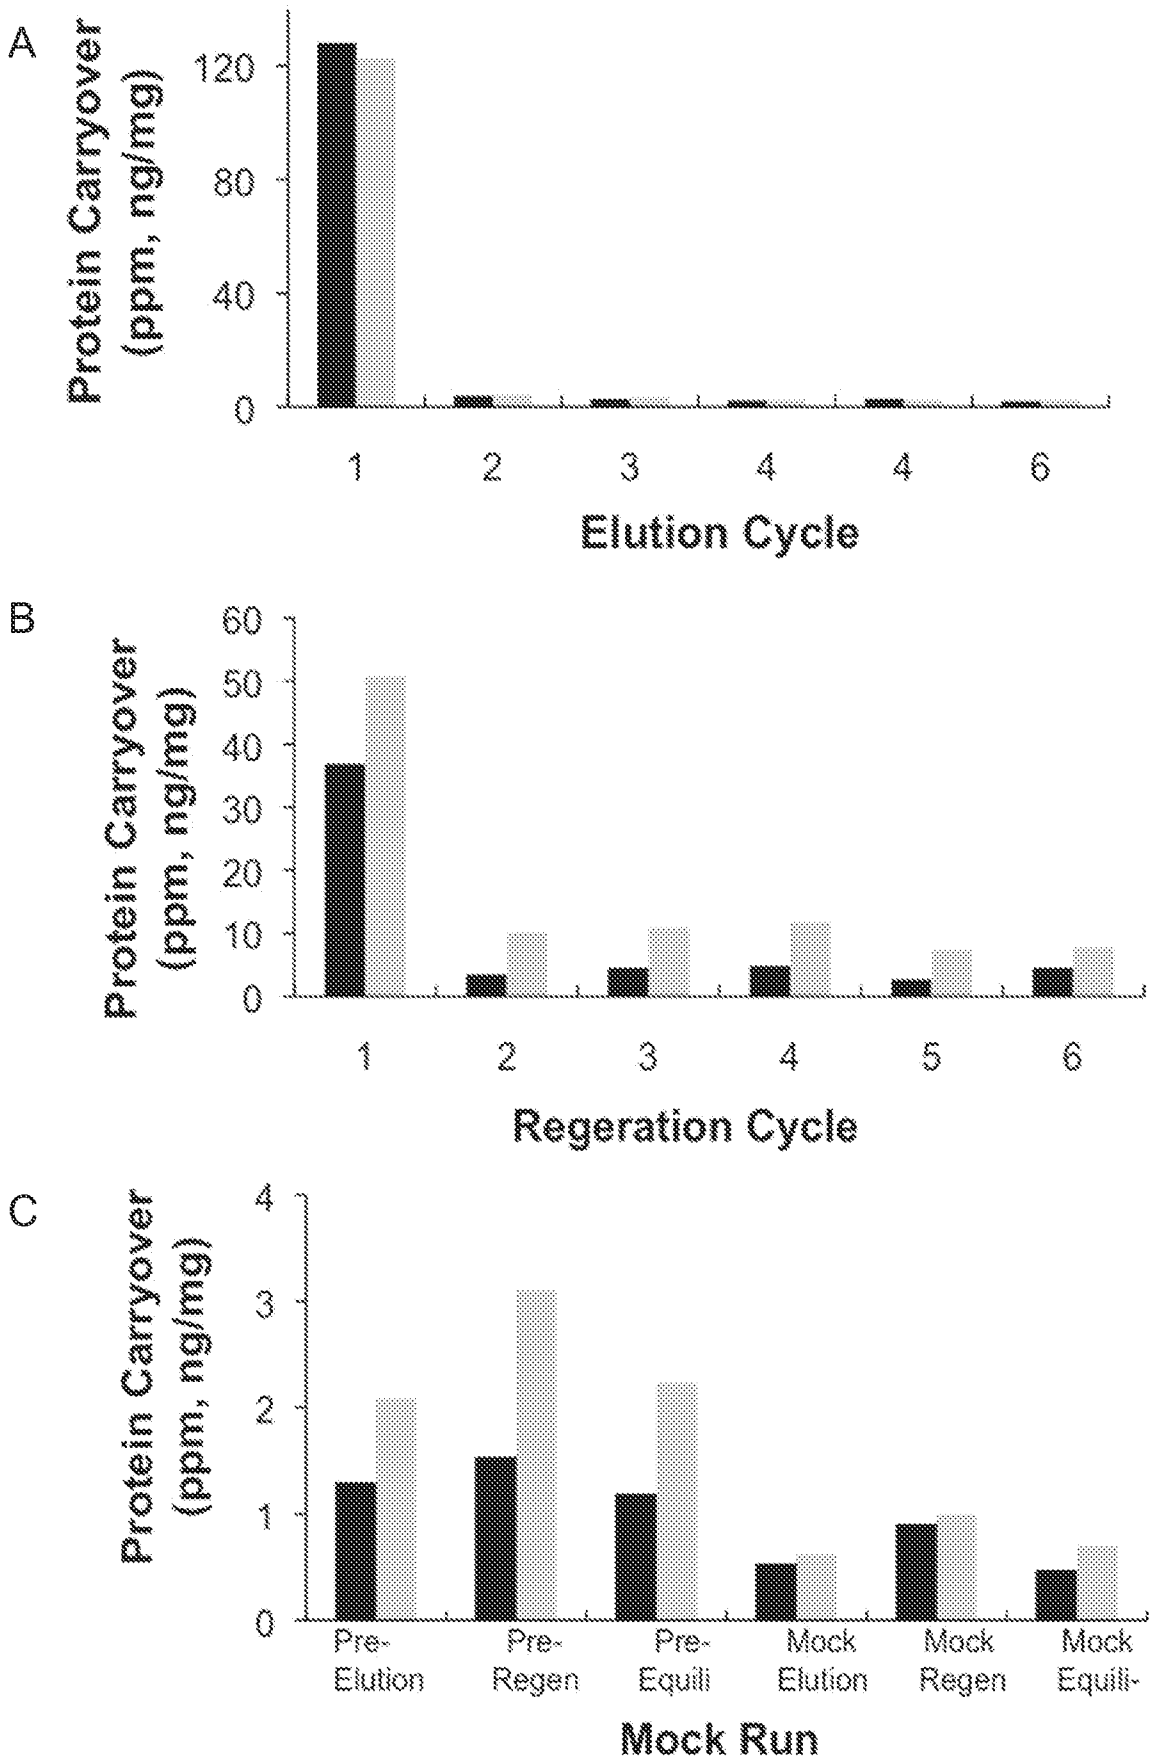 A
Protein Carryover
(ppm, ng/mg)
120
80
40
0
1 2 3 4 4 6
Elution Cycle
B
Protein Carryover
(ppm, ng/mg)
60
50
40
30
20
10
0
1 2 3 4 5 6
Regeration Cycle
C
Protein Carryover
(ppm, ng/mg)
4
3
2
1
0
Pre- Pre- Pre- Mock Mock Mock
Elution Regen Equili Elution Regen Equili-
Mock Run